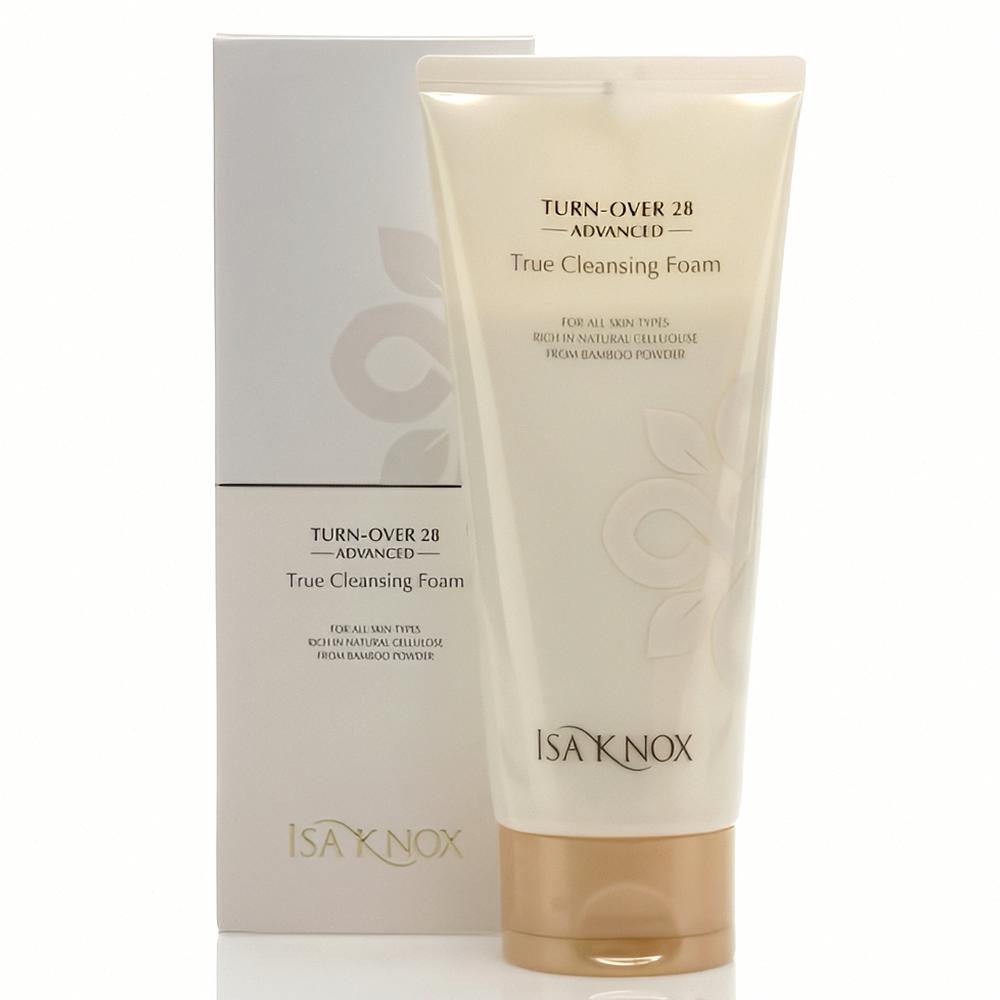 TURN-OVER 28
ADVANCED
True Cleansing Foam
FOR ALL SKIN TYPES
RICH IN NATURAL CELLULOSE
FROM BAMBOO POWDER
ISA KNOX
TURN-OVER 28
ADVANCED
True Cleansing Foam
FOR ALL SKIN TYPES
RICH IN NATURAL CELLUOUSE
FROM BAMBOO POWDER
ISA KNOX